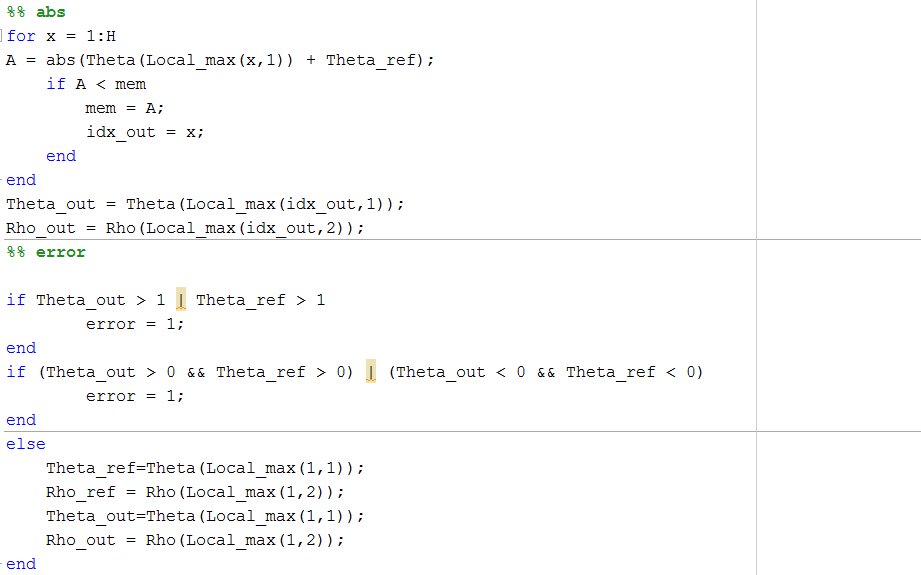 %% abs
for x = 1:H
A = abs(Theta(Local_max(x,1)) + Theta_ref);
    if A < mem
        mem = A;
        idx_out = x;
    end
end
Theta_out = Theta(Local_max(idx_out,1));
Rho_out = Rho(Local_max(idx_out,2));
%% error
if Theta_out > 1 | Theta_ref > 1
        error = 1;
end
if (Theta_out > 0 && Theta_ref > 0) | (Theta_out < 0 && Theta_ref < 0)
        error = 1;
end
else
    Theta_ref=Theta(Local_max(1,1));
    Rho_ref = Rho(Local_max(1,2));
    Theta_out=Theta(Local_max(1,1));
    Rho_out = Rho(Local_max(1,2));
end